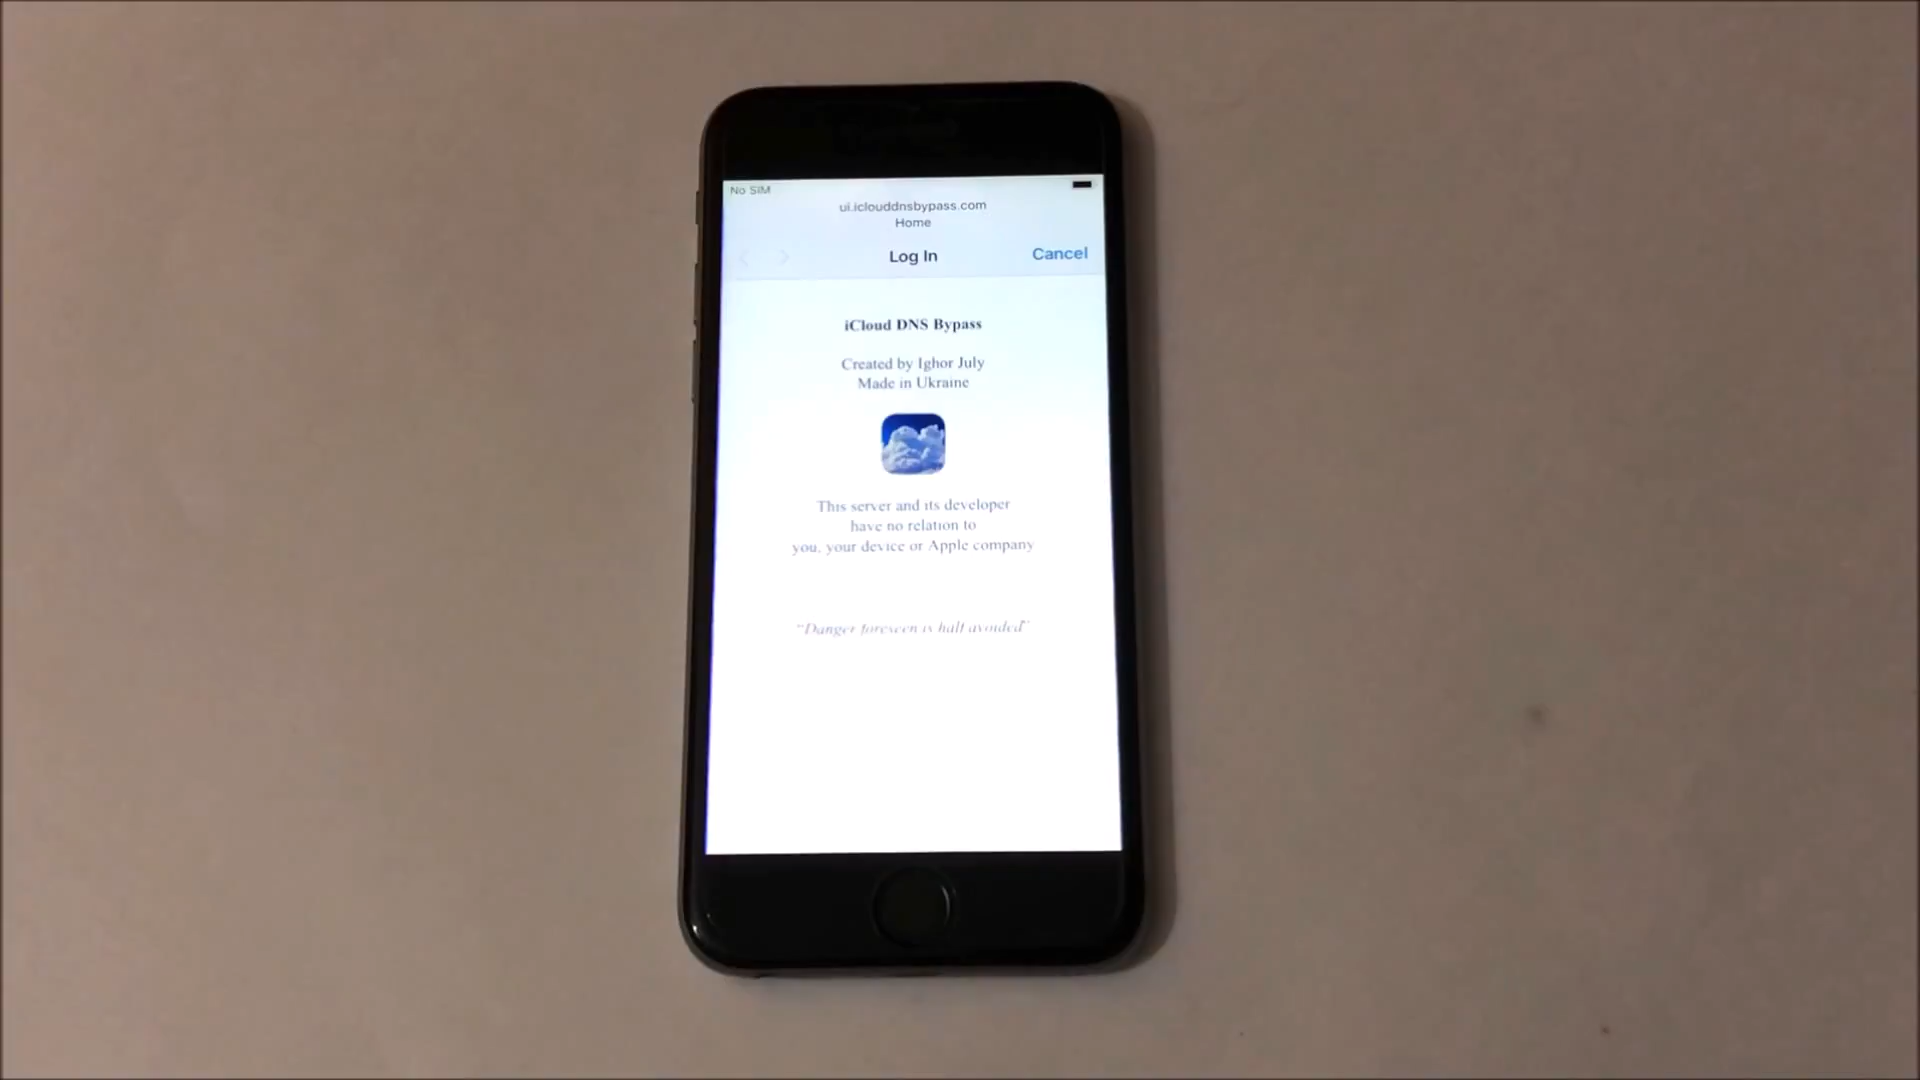 No SIM
ui.iclouddnsbypass.com
Home
Log In
Cancel
iCloud DNS Bypass
Created by Ighor July
Made in Ukraine
This server and its developer
have no relation to
you, your device or Apple company
“Danger foreseen is half avoided”